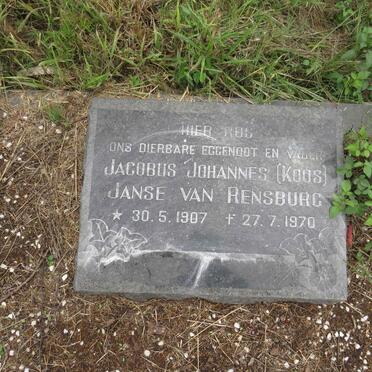 HIER RUS
ONS DIERBARE EGGENOOT EN VADER
JACOBUS JOHANNES (KOOS)
JANSE VAN RENSBURG
* 30.5.1907 † 27.7.1970